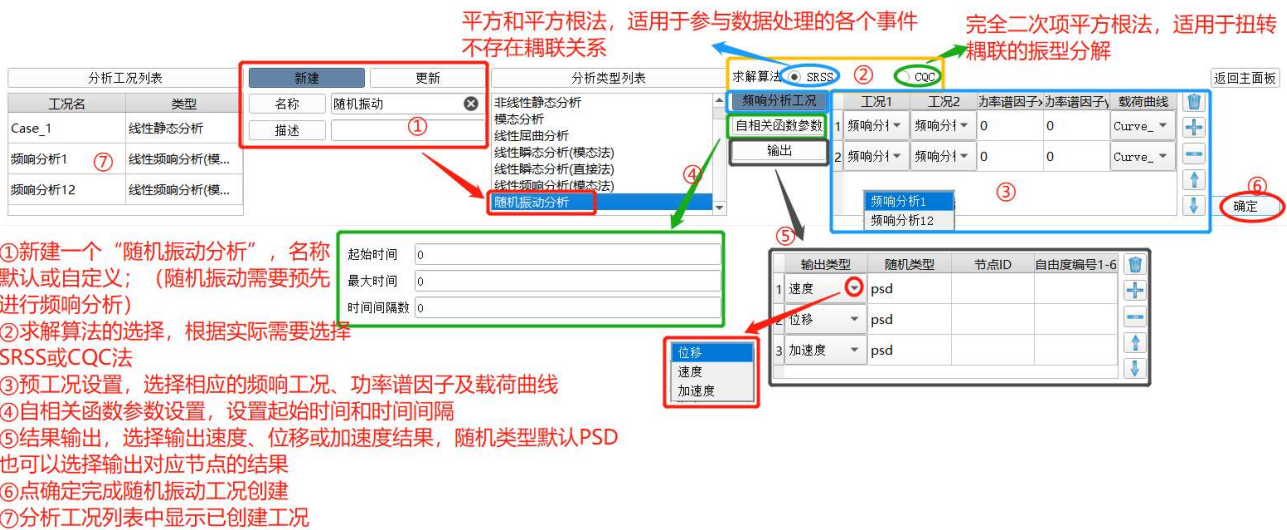 平方和平方根法，适用于参与数据处理的各个事件
不存在耦联关系
完全二次项平方根法，适用于扭转
耦联的振型分解
分析工况列表
新建
更新
分析类型列表
求解算法
SRSS
②
CQC
返回主面板
工况名
类型
Case_1
线性静态分析
频响分析1
⑦
线性频响分析(模...
频响分析12
线性频响分析(模...
名称
随机振动
描述
①
非线性静态分析
模态分析
线性屈曲分析
线性瞬态分析(模态法)
线性瞬态分析(直接法)
线性频响分析(模态法)
随机振动分析
频响分析工况
自相关函数参数
输出
④
工况1
工况2
功率谱因子x
功率谱因子y
载荷曲线
1
频响分析
频响分析
0
0
Curve_
2
频响分析
频响分析
0
0
Curve_
频响分析1
频响分析12
③
⑥
确定
起始时间
0
最大时间
0
时间间隔数
0
⑤
输出类型
随机类型
节点ID
自由度编号1-6
1
速度
psd
2
位移
psd
3
加速度
psd
位移
速度
加速度
①新建一个“随机振动分析”，名称
默认或自定义；（随机振动需要预先
进行频响分析）
②求解算法的选择，根据实际需要选择
SRSS或CQC法
③预工况设置，选择相应的频响工况、功率谱因子及载荷曲线
④自相关函数参数设置，设置起始时间和时间间隔
⑤结果输出，选择输出速度、位移或加速度结果，随机类型默认PSD
也可以选择输出对应节点的结果
⑥点确定完成随机振动工况创建
⑦分析工况列表中显示已创建工况